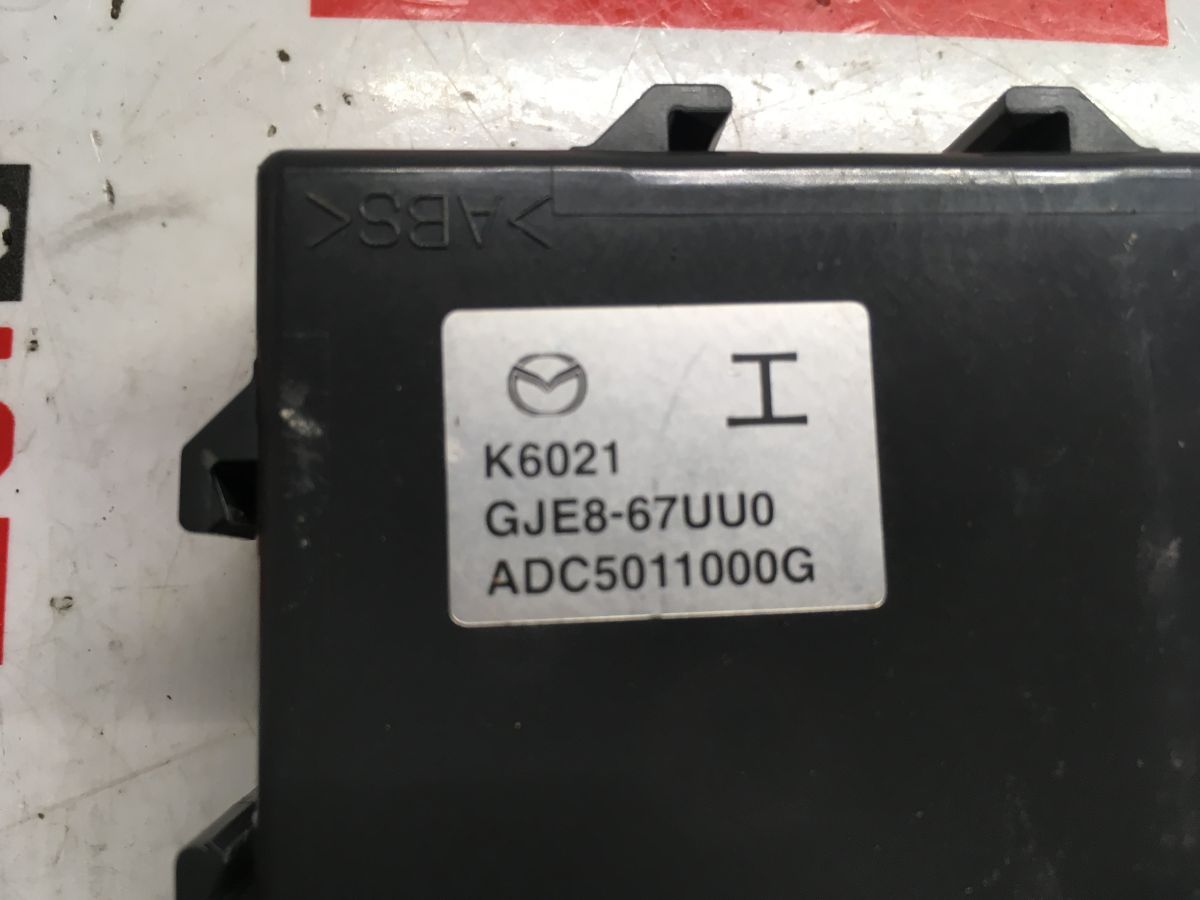 >ABS<
I
K6021
GJE8-67UU0
ADC5011000G